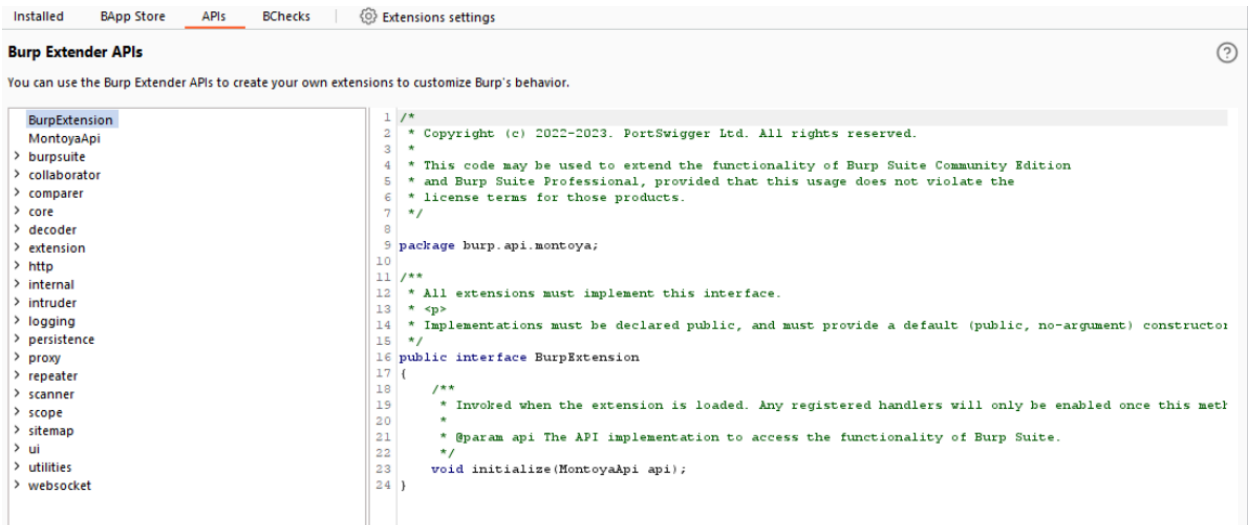 Installed BApp Store APIs BChecks Extensions settings
Burp Extender APIs
?
You can use the Burp Extender APIs to create your own extensions to customize Burp's behavior.
BurpExtension
MontoyaApi
> burpsuite
> collaborator
> comparer
> core
> decoder
> extension
> http
> internal
> intruder
> logging
> persistence
> proxy
> repeater
> scanner
> scope
> sitemap
> ui
> utilities
> websocket
1 /*
2 * Copyright (c) 2022-2023. PortSwigger Ltd. All rights reserved.
3 *
4 * This code may be used to extend the functionality of Burp Suite Community Edition
5 * and Burp Suite Professional, provided that this usage does not violate the
6 * license terms for those products.
7 */
8
9 package burp.api.montoya;
10
11 /**
12 * All extensions must implement this interface.
13 * <p>
14 * Implementations must be declared public, and must provide a default (public, no-argument) constructor
15 */
16 public interface BurpExtension
17 {
18 /**
19 * Invoked when the extension is loaded. Any registered handlers will only be enabled once this meth
20 *
21 * @param api The API implementation to access the functionality of Burp Suite.
22 */
23 void initialize(MontoyaApi api);
24 }